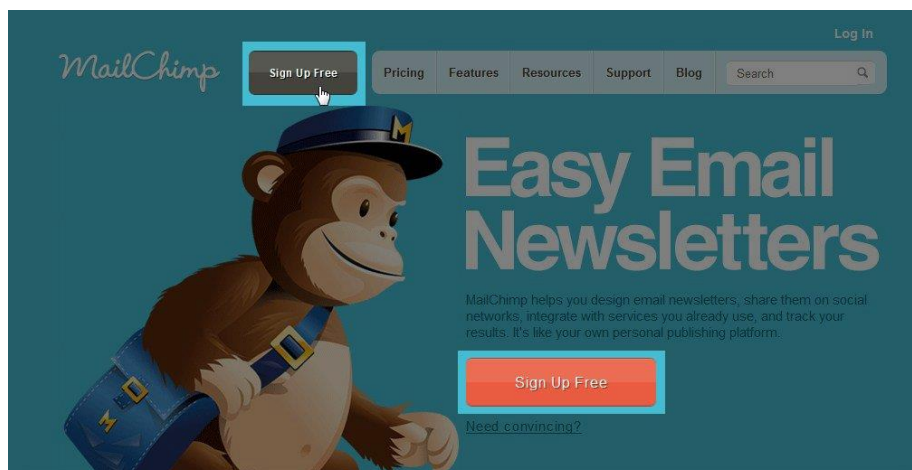 Log In
MailChimp
Sign Up Free
Pricing
Features
Resources
Support
Blog
Search
M
Easy Email
Newsletters
MailChimp helps you design email newsletters, share them on social
networks, integrate with services you already use, and track your
results. It's like your own personal publishing platform.
Sign Up Free
M
Need convincing?